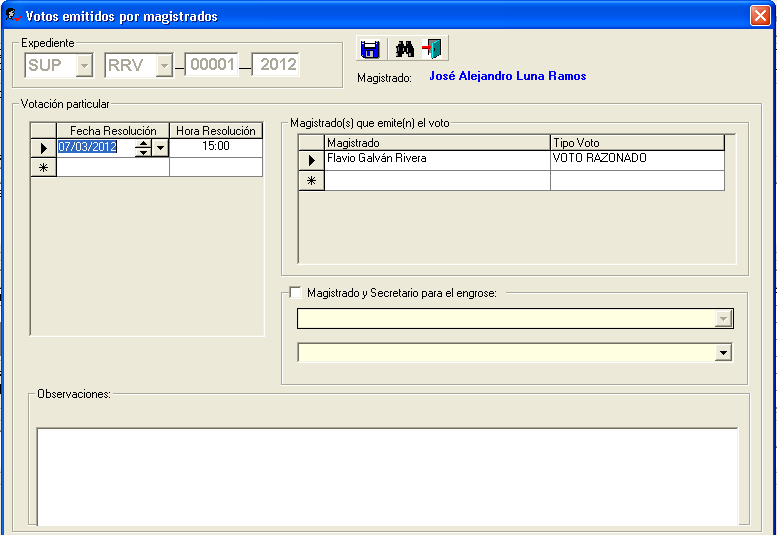 Votos emitidos por magistrados
Expediente
SUP RRV 00001 2012
Magistrado: José Alejandro Luna Ramos
Votación particular
Fecha Resolución Hora Resolución
07/03/2012 15:00
Magistrado(s) que emite(n) el voto
Magistrado Tipo Voto
Flavio Galván Rivera VOTO RAZONADO
Magistrado y Secretario para el engrose:
Observaciones: